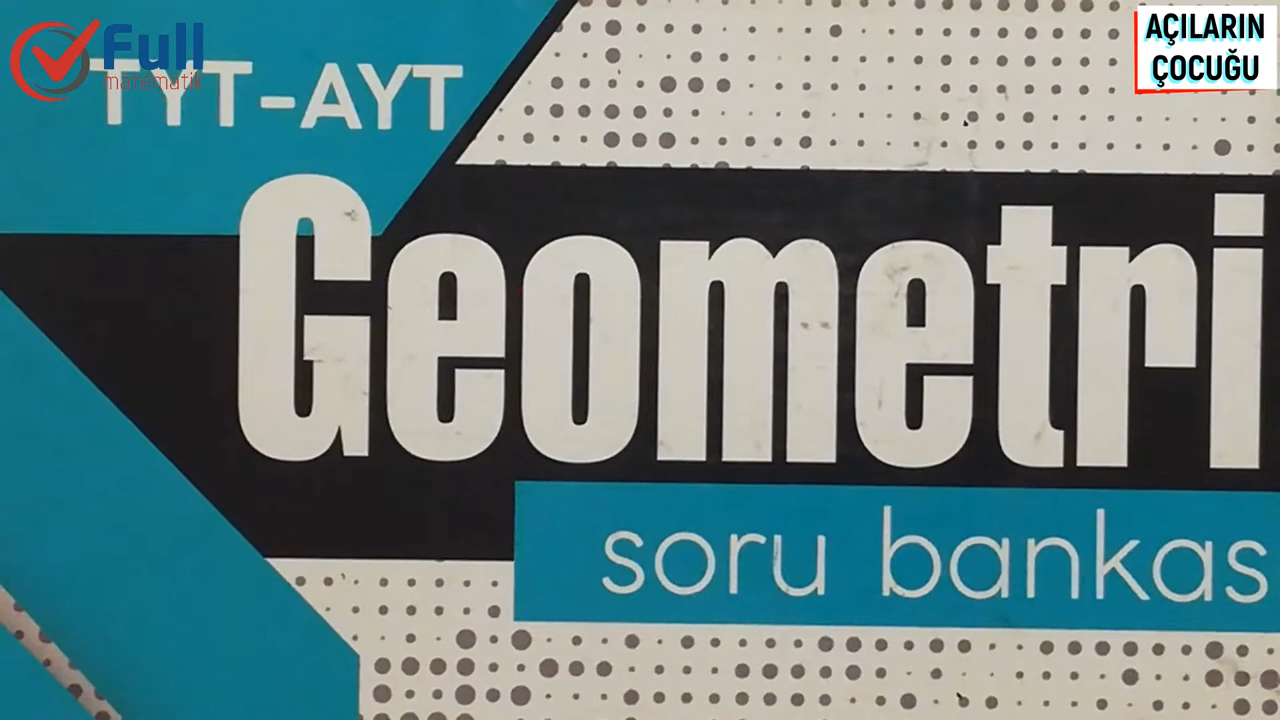 Full
matematik
AÇILARIN
ÇOCUĞU
TYT-AYT
Geometri
soru bankas